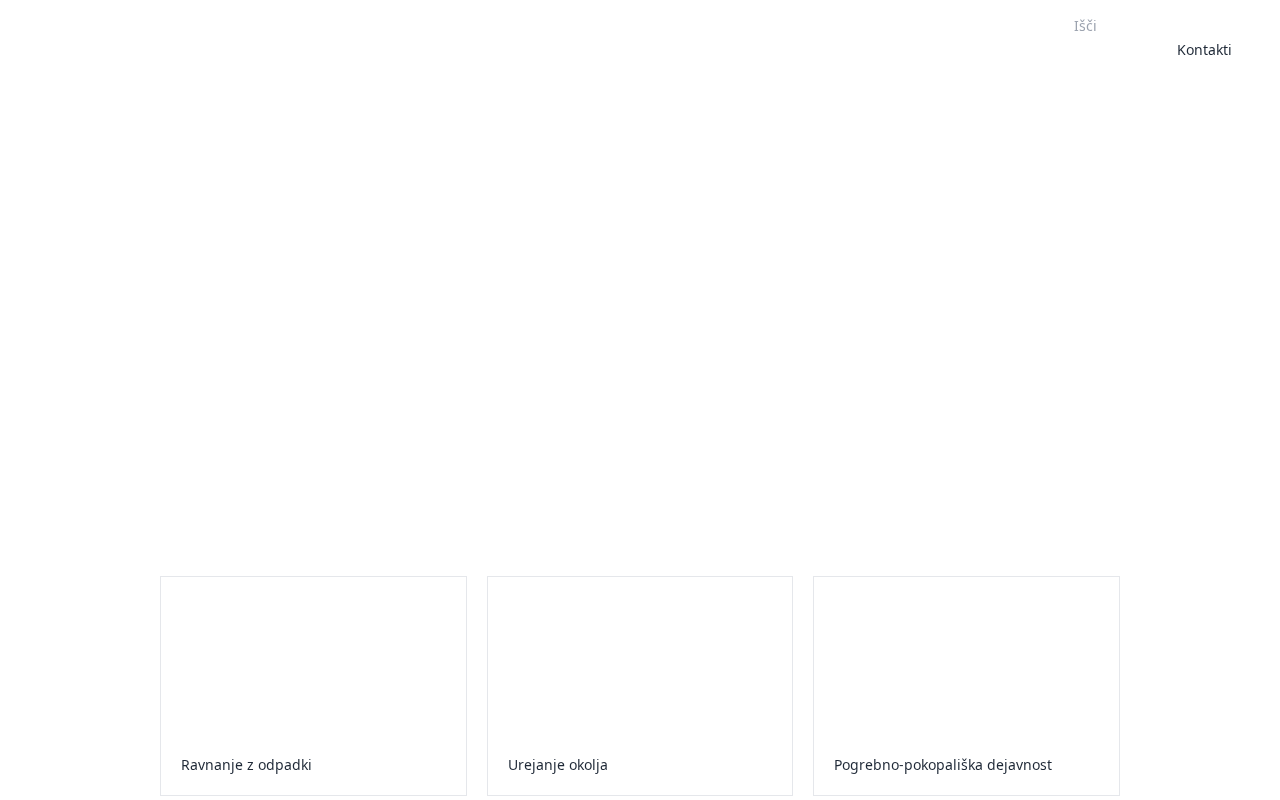 Išči
Kontakti
Ravnanje z odpadki
Urejanje okolja
Pogrebno-pokopališka dejavnost